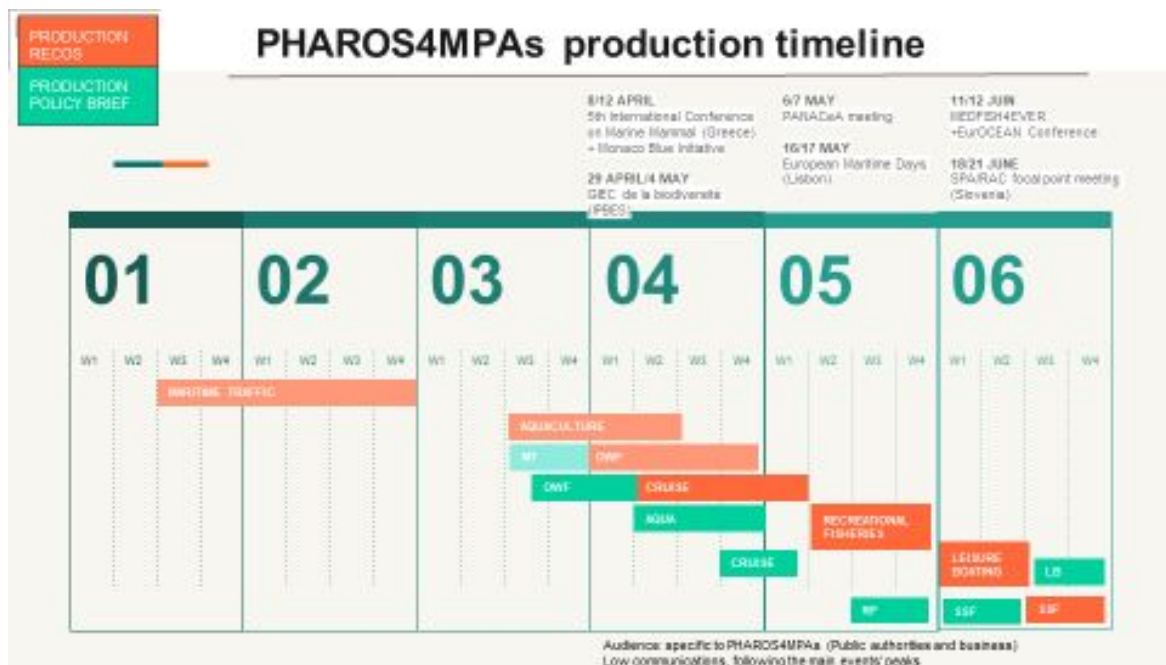 PRODUCTION
RECOS
PHAROS4MPAs production timeline
PRODUCTION
POLICY BRIEF
8/12 APRIL
5th International Conference
on Marine Mammal (Greece)
+ Monaco Blue Initiative
29 APRIL/4 MAY
GIEC de la biodiversité
(IPBES)
6/7 MAY
PANACeA meeting
16/17 MAY
European Maritime Days
(Lisbon)
11/12 JUIN
MEDFISH4EVER
+EurOCEAN Conference
18/21 JUNE
SPA/RAC focal point meeting
(Slovenia)
01 02 03 04 05 06
W1 W2 W3 W4 W1 W2 W3 W4 W1 W2 W3 W4 W1 W2 W3 W4 W1 W2 W3 W4 W1 W2 W3 W4
MARITIME TRAFFIC
AQUACULTURE
MT OWF
OWF CRUISE
AQUA
RECREATIONAL
FISHERIES
CRUISE
LEISURE
BOATING
LB
RF SSF SSF
Audience: specific to PHAROS4MPAs (Public authorities and business)
Low communications, following the main events' peaks